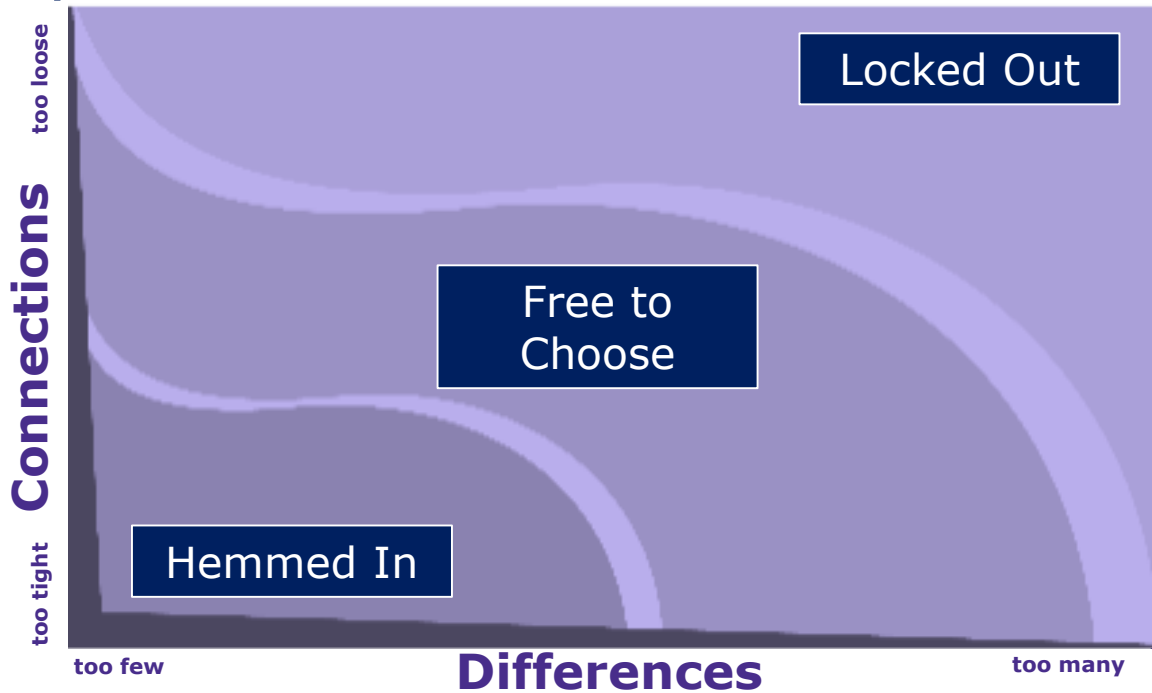 too loose
Connections
too tight
Locked Out
Free to
Choose
Hemmed In
too few
Differences
too many